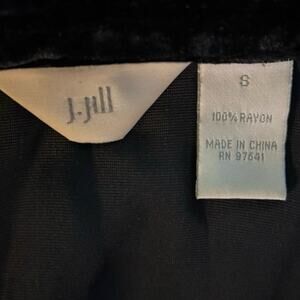 J.Jill
S
100% RAYON
MADE IN CHINA
RN 97641